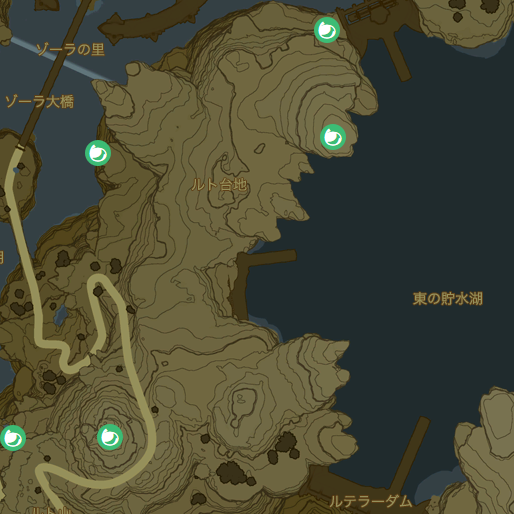 ゾーラの里
ゾーラ大橋
ルト台地
東の貯水湖
ルテラーダム